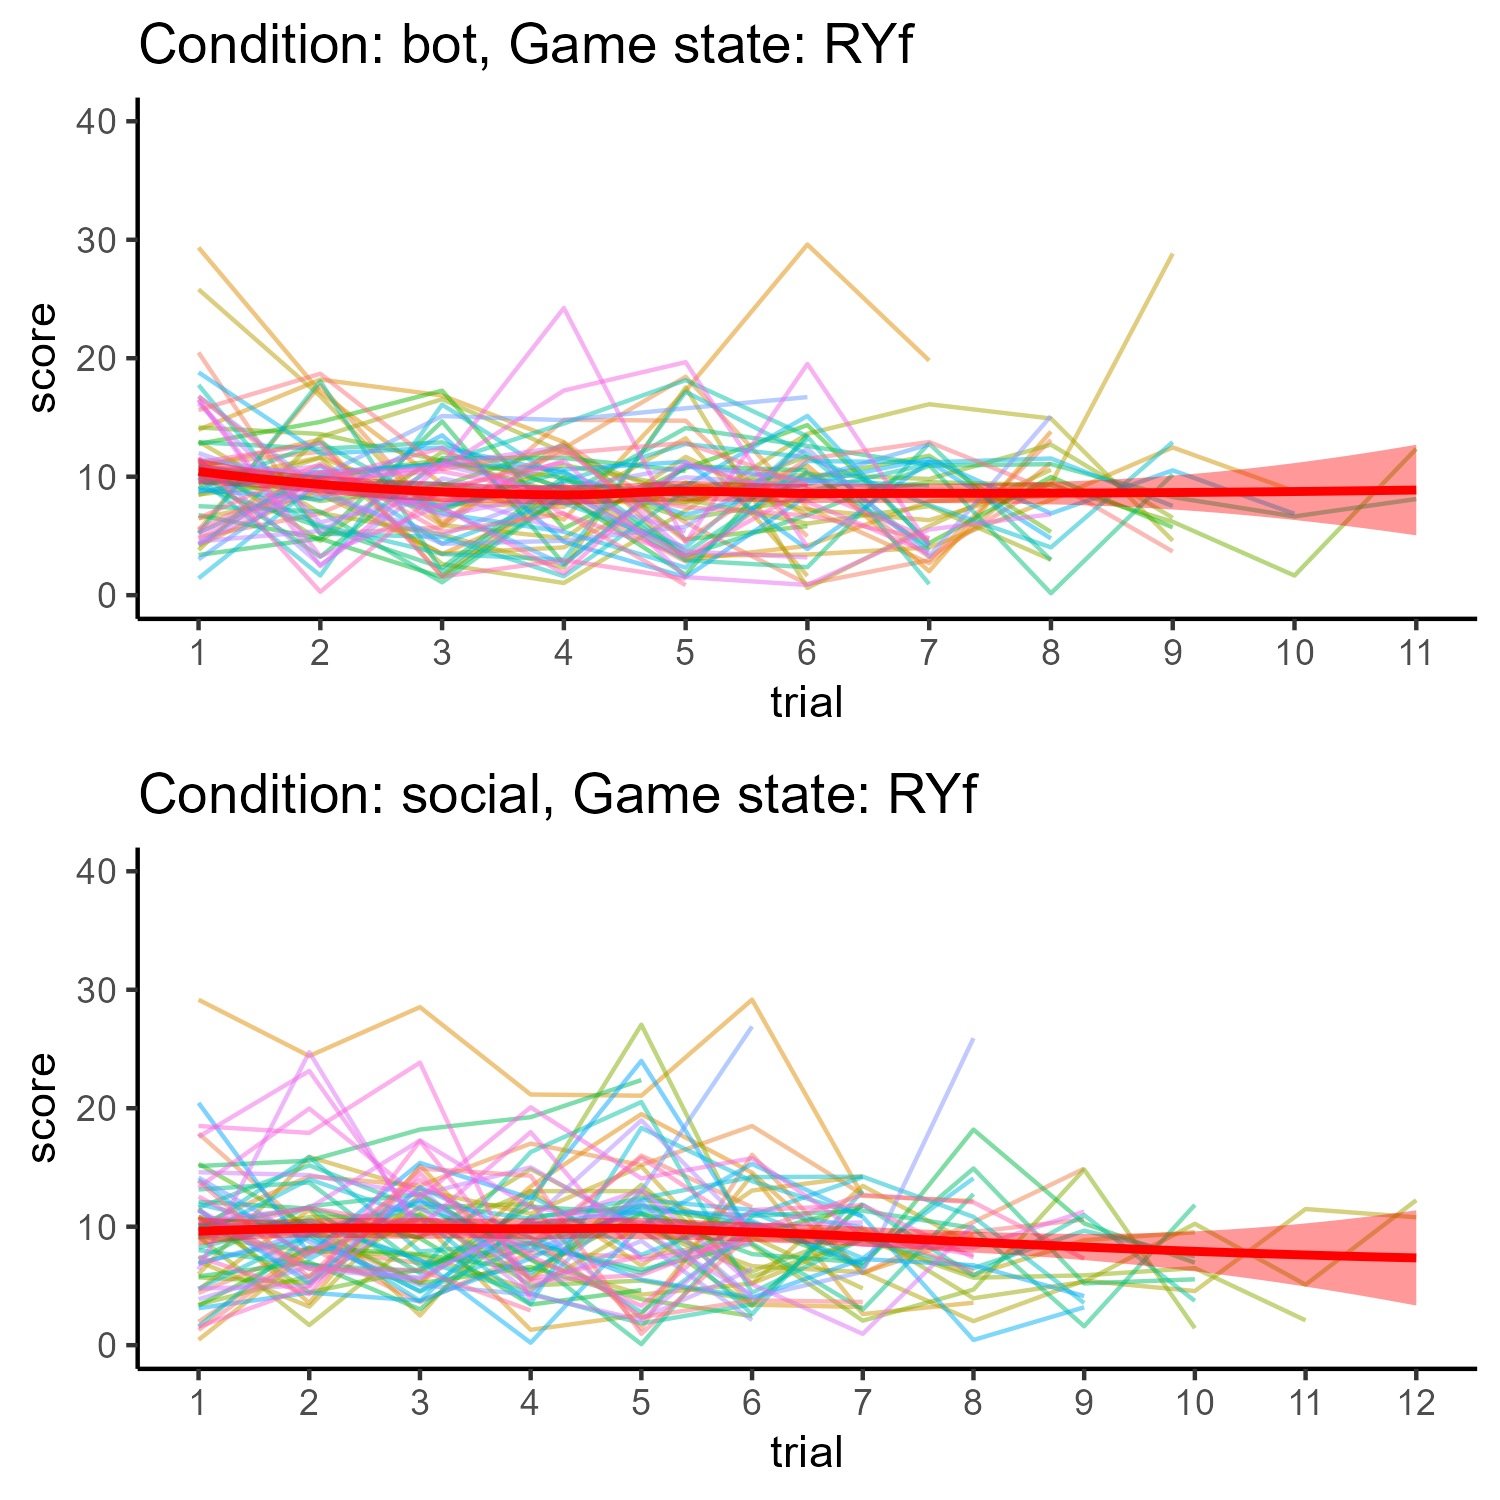 Condition: bot, Game state: RYf
40
30
20
10
0
score
1 2 3 4 5 6 7 8 9 10 11
trial
Condition: social, Game state: RYf
40
30
20
10
0
score
1 2 3 4 5 6 7 8 9 10 11 12
trial